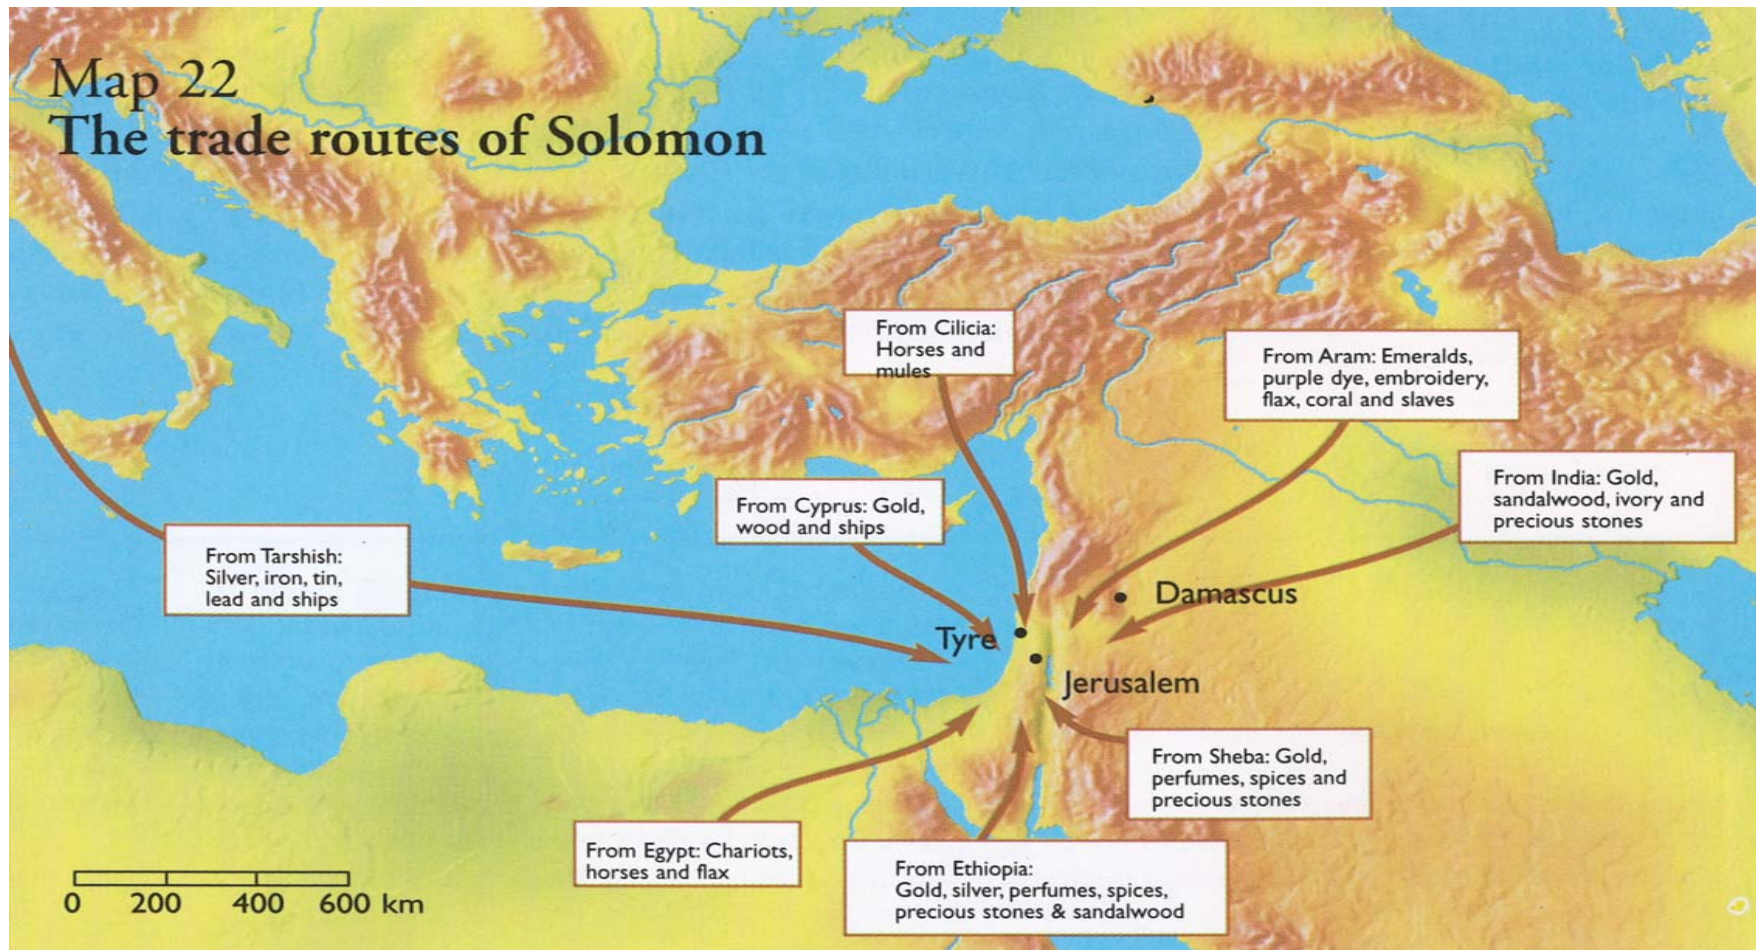 Map 22
The trade routes of Solomon
From Cilicia:
Horses and
mules
From Aram: Emeralds,
purple dye, embroidery,
flax, coral and slaves
From India: Gold,
sandalwood, ivory and
precious stones
From Cyprus: Gold,
wood and ships
From Tarshish:
Silver, iron, tin,
lead and ships
Damascus
Tyre
Jerusalem
From Sheba: Gold,
perfumes, spices and
precious stones
From Egypt: Chariots,
horses and flax
From Ethiopia:
Gold, silver, perfumes, spices,
precious stones & sandalwood
0 200 400 600 km